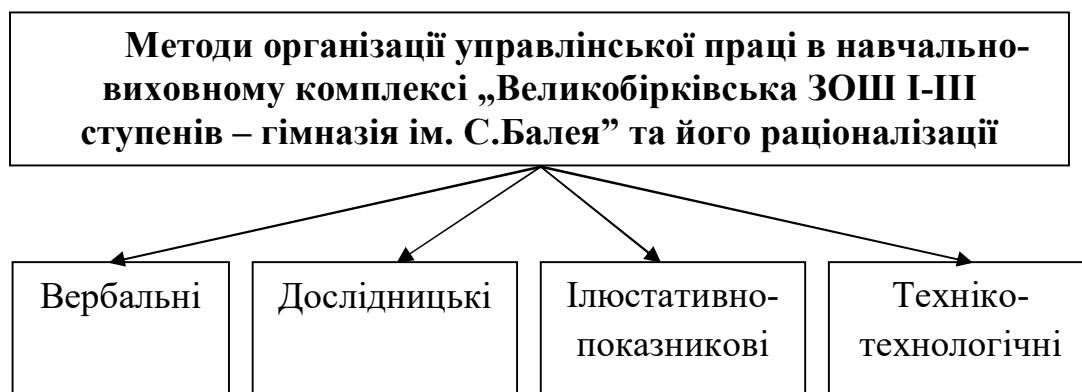 Методи організації управлінської праці в навчально-
виховному комплексі „Великобірківська ЗОШ І-ІІІ
ступенів – гімназія ім. С.Балея” та його раціоналізації
Вербальні
Дослідницькі
Ілюстативно-
показникові
Техніко-
технологічні